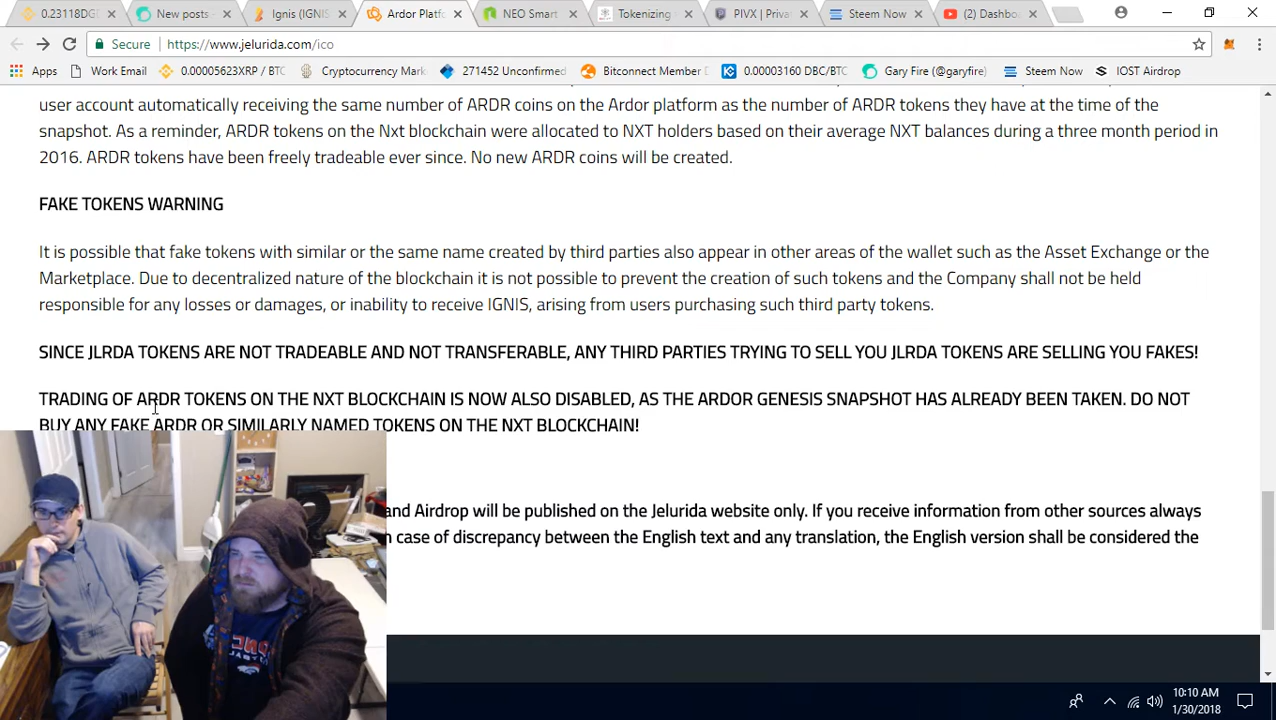 0.23118DG
New posts
Ignis (IGNIS
Ardor Platf
NEO Smart
Tokenizing
PIVX | Priva
Steem Now
(2) Dashbo
Secure
https://www.jelurida.com/ico
Apps
Work Email
0.00005623XRP / BTC
Cryptocurrency Mark
271452 Unconfirmed
Bitconnect Member D
0.00003160 DBC/BTC
Gary Fire (@garyfire)
Steem Now
IOST Airdrop
user account automatically receiving the same number of ARDR coins on the Ardor platform as the number of ARDR tokens they have at the time of the
snapshot. As a reminder, ARDR tokens on the Nxt blockchain were allocated to NXT holders based on their average NXT balances during a three month period in
2016. ARDR tokens have been freely tradeable ever since. No new ARDR coins will be created.
FAKE TOKENS WARNING
It is possible that fake tokens with similar or the same name created by third parties also appear in other areas of the wallet such as the Asset Exchange or the
Marketplace. Due to decentralized nature of the blockchain it is not possible to prevent the creation of such tokens and the Company shall not be held
responsible for any losses or damages, or inability to receive IGNIS, arising from users purchasing such third party tokens.
SINCE JLRDA TOKENS ARE NOT TRADEABLE AND NOT TRANSFERABLE, ANY THIRD PARTIES TRYING TO SELL YOU JLRDA TOKENS ARE SELLING YOU FAKES!
TRADING OF ARDR TOKENS ON THE NXT BLOCKCHAIN IS NOW ALSO DISABLED, AS THE ARDOR GENESIS SNAPSHOT HAS ALREADY BEEN TAKEN. DO NOT
BUY ANY FAKE ARDR OR SIMILARLY NAMED TOKENS ON THE NXT BLOCKCHAIN!
and Airdrop will be published on the Jelurida website only. If you receive information from other sources always
n case of discrepancy between the English text and any translation, the English version shall be considered the
10:10 AM
1/30/2018